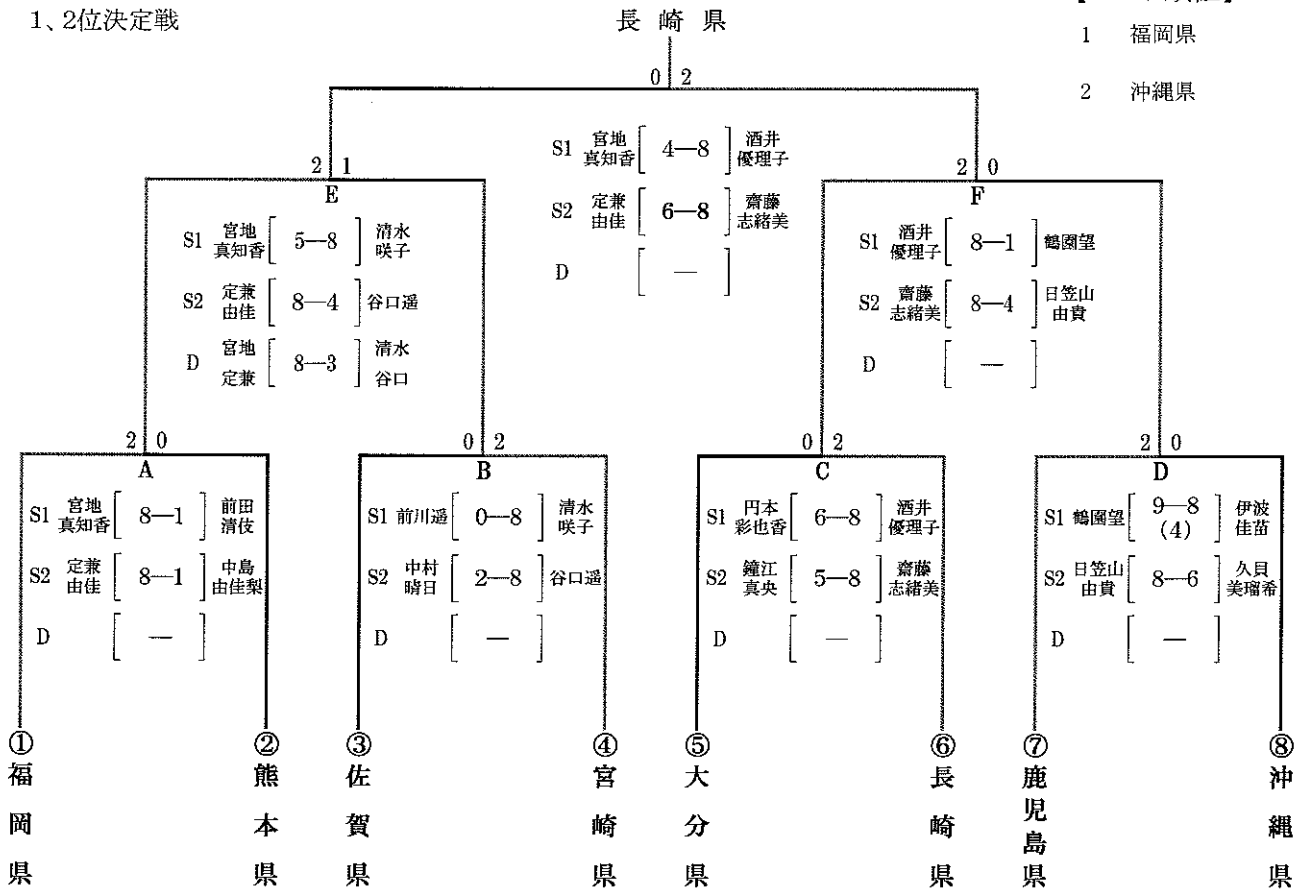 1、2位決定戦
長崎県
1 福岡県
2 沖縄県
0 2
S1 宮地真知香 [ 4―8 ] 酒井優理子
S2 定兼由佳 [ 6―8 ] 齋藤志緒美
D [ ― ]
2 1
E
S1 宮地真知香 [ 5―8 ] 清水咲子
S2 定兼由佳 [ 8―4 ] 谷口遥
D 宮地定兼 [ 8―3 ] 清水谷口
2 0
F
S1 酒井優理子 [ 8―1 ] 鶴園望
S2 齋藤志緒美 [ 8―4 ] 日笠山由貴
D [ ― ]
2 0
A
S1 宮地真知香 [ 8―1 ] 前田清伎
S2 定兼由佳 [ 8―1 ] 中島由佳梨
D [ ― ]
0 2
B
S1 前川遥 [ 0―8 ] 清水咲子
S2 中村晴日 [ 2―8 ] 谷口遥
D [ ― ]
0 2
C
S1 円本彩也香 [ 6―8 ] 酒井優理子
S2 鐘江真央 [ 5―8 ] 齋藤志緒美
D [ ― ]
2 0
D
S1 鶴園望 [ 9―8 (4) ] 伊波佳苗
S2 日笠山由貴 [ 8―6 ] 久貝美瑠希
D [ ― ]
①福岡県
②熊本県
③佐賀県
④宮崎県
⑤大分県
⑥長崎県
⑦鹿児島県
⑧沖縄県